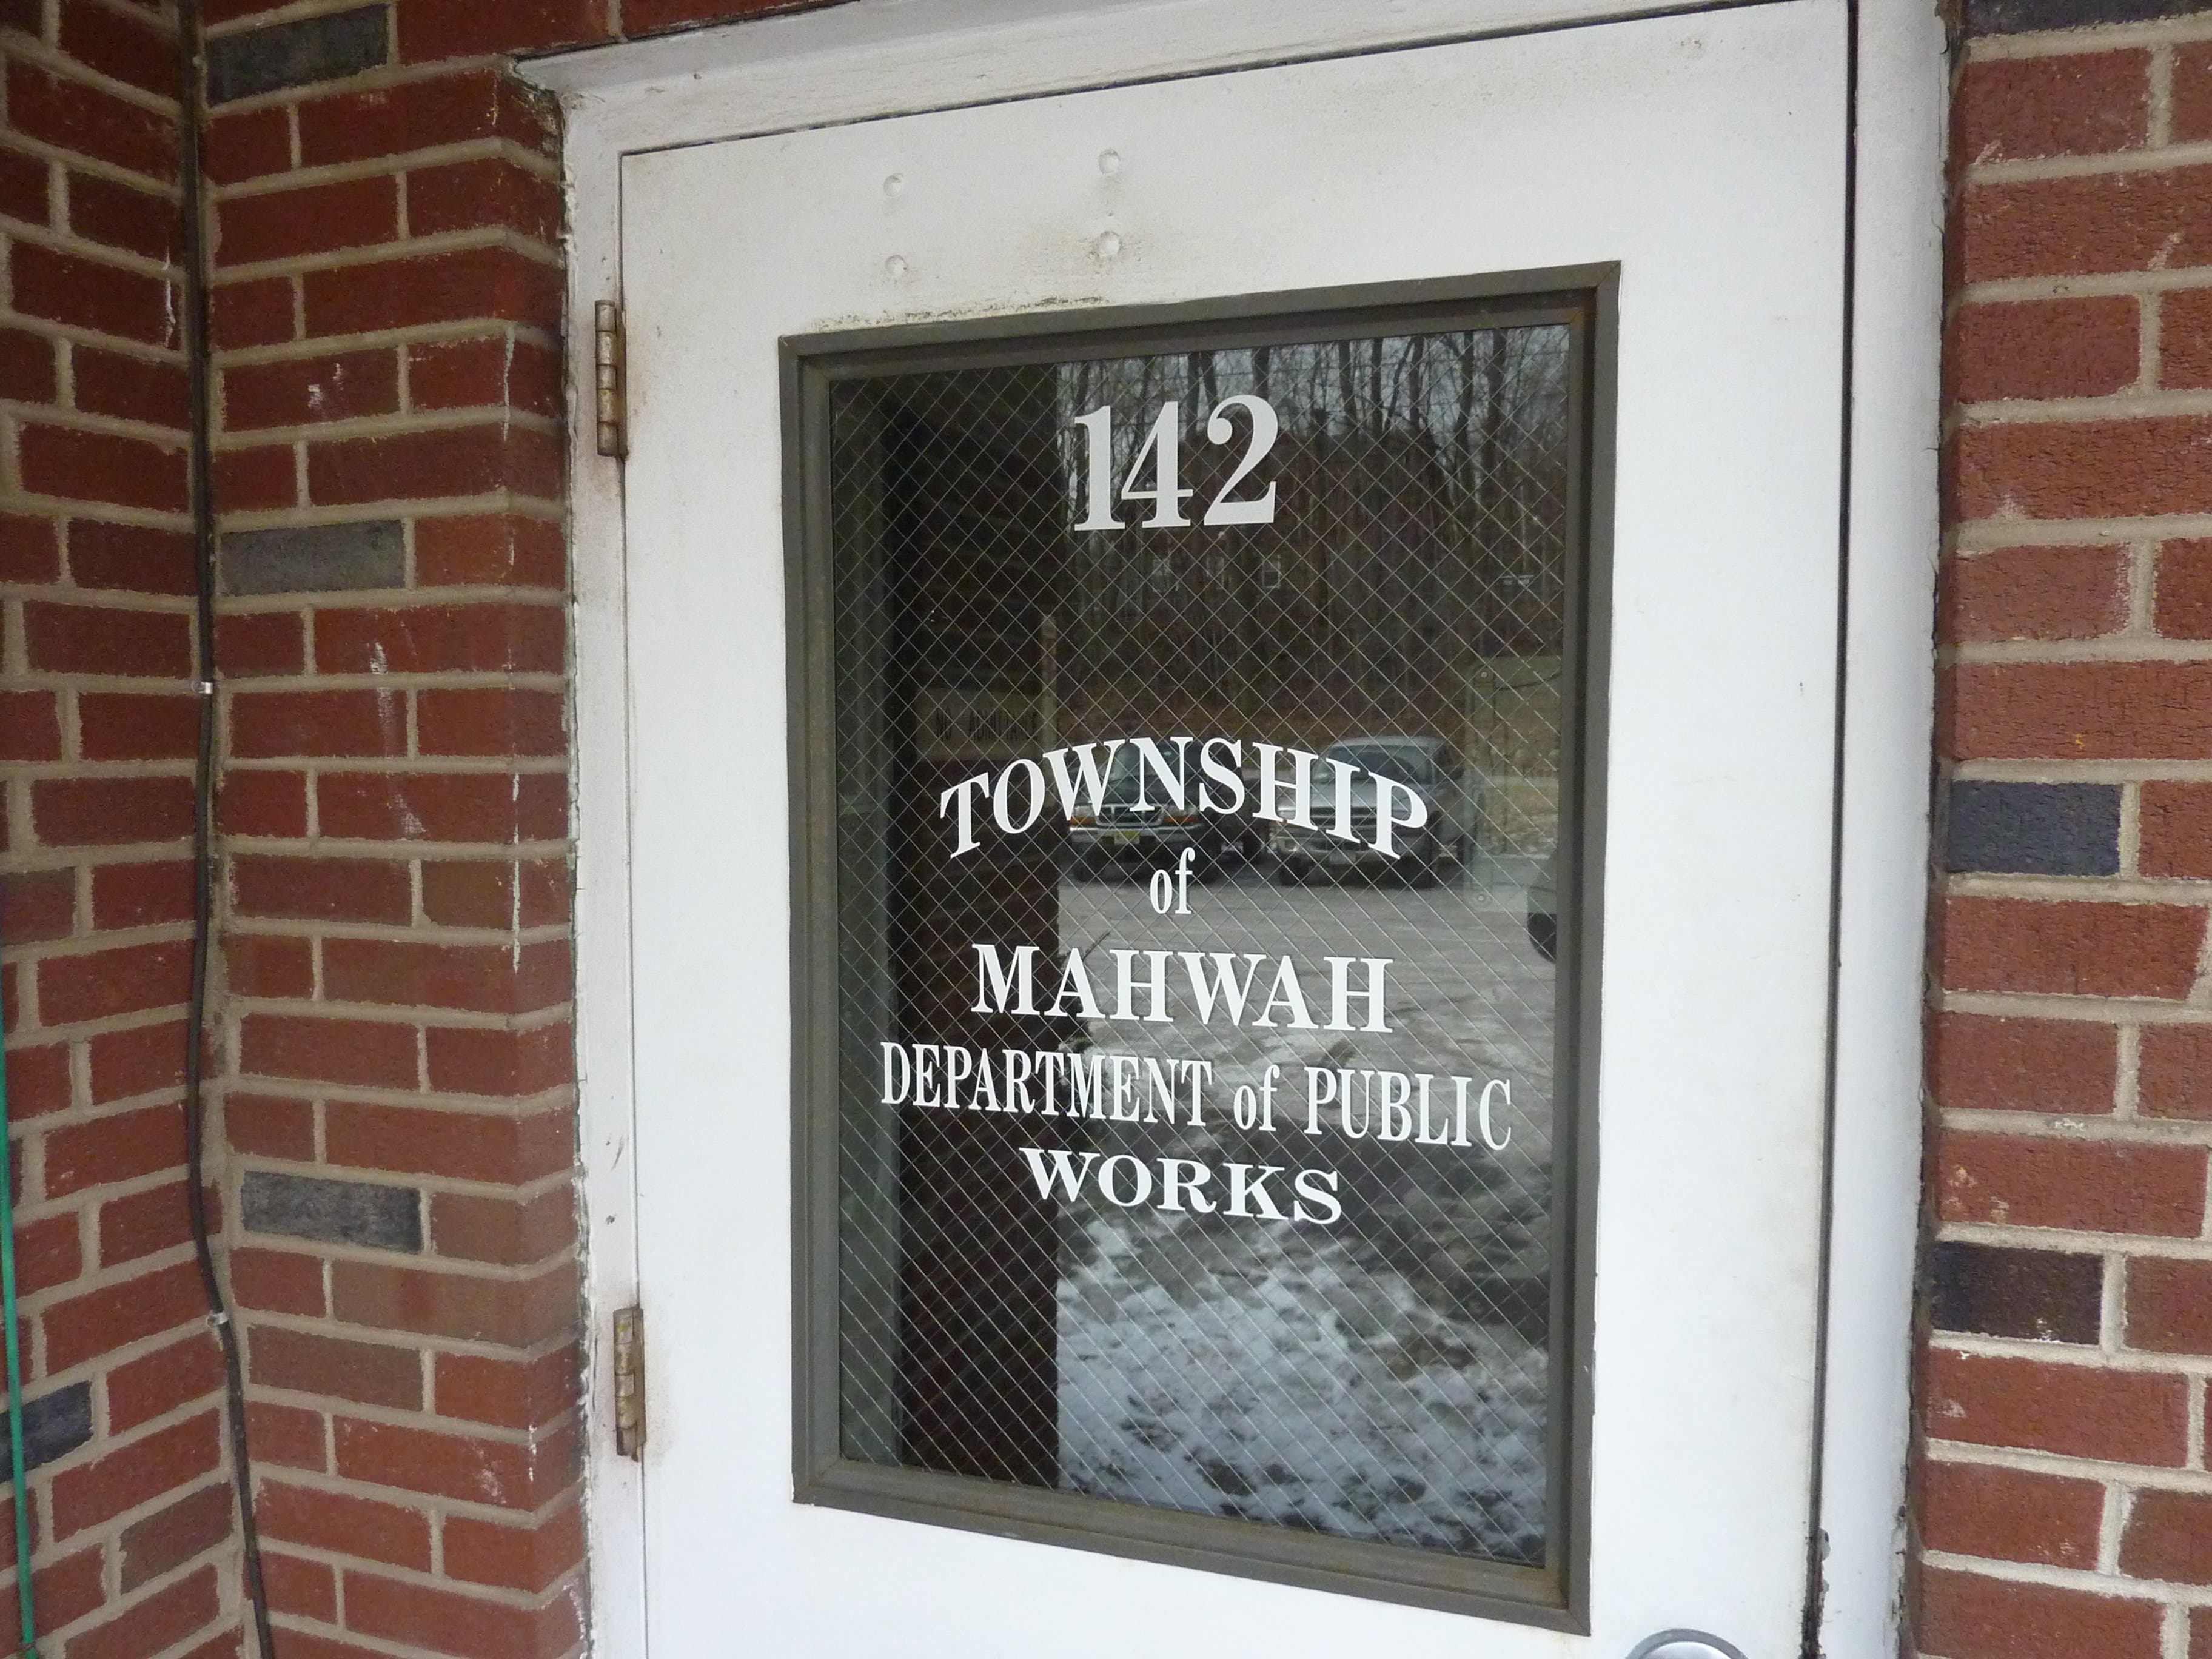 142
TOWNSHIP
of
MAHWAH
DEPARTMENT of PUBLIC
WORKS